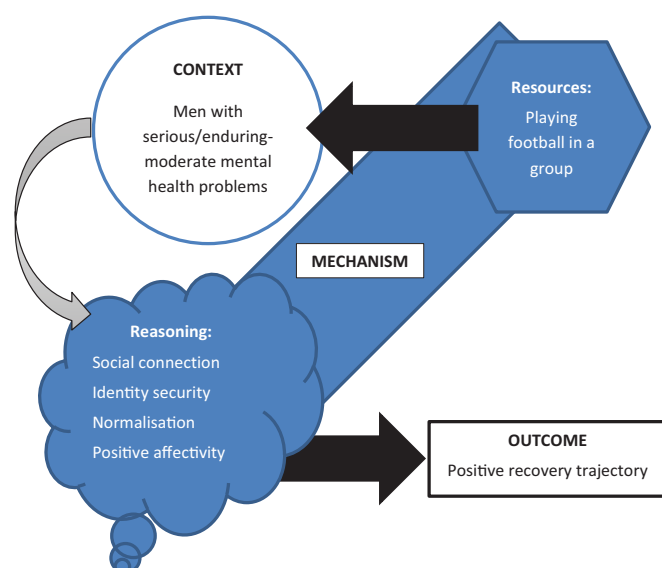 CONTEXT
Men with
serious/enduring-
moderate mental
health problems
Resources:
Playing
football in a
group
MECHANISM
Reasoning:
Social connection
Identity security
Normalisation
Positive affectivity
OUTCOME
Positive recovery trajectory